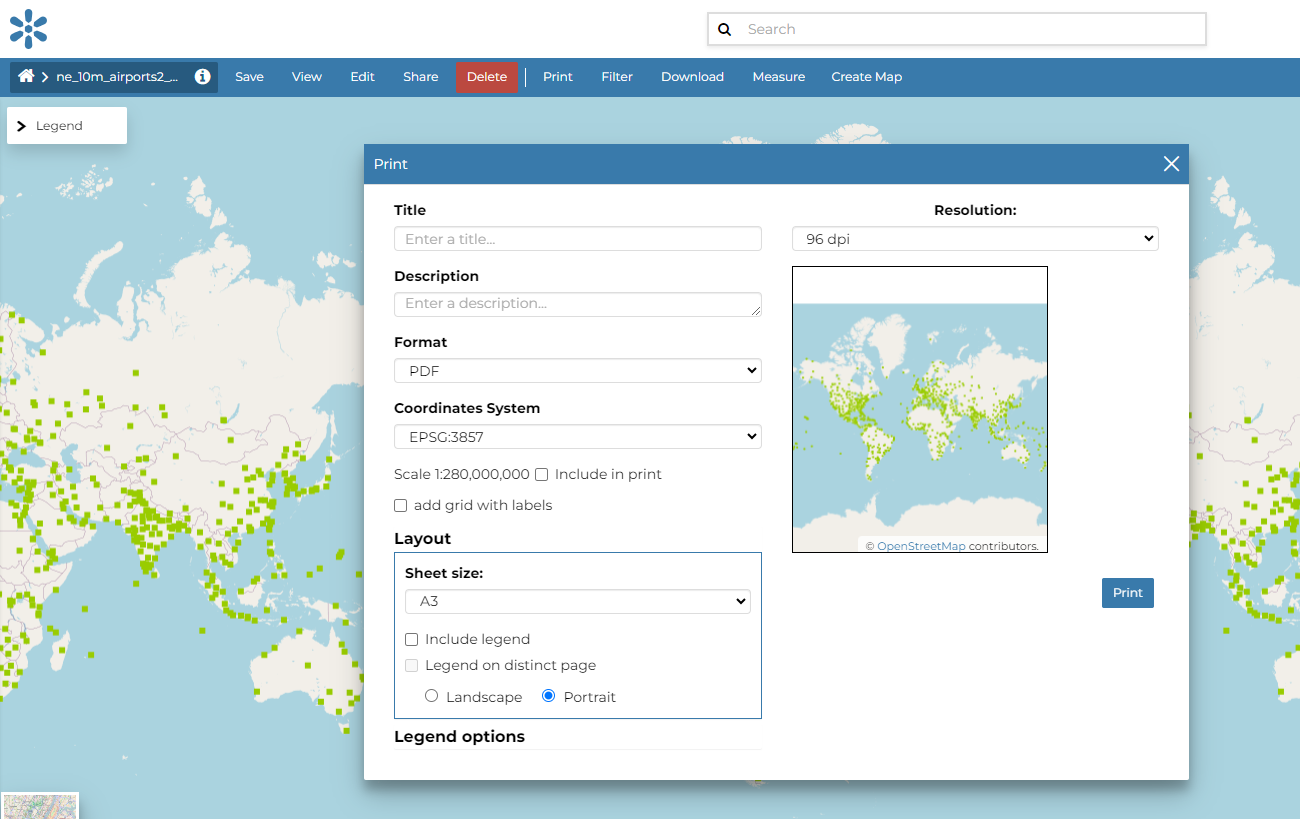 Search
ne_10m_airports2_... Save View Edit Share Delete Print Filter Download Measure Create Map
Legend
Print
Title
Enter a title...
Description
Enter a description...
Format
PDF
Coordinates System
EPSG:3857
Scale 1:280,000,000 Include in print
add grid with labels
Layout
Sheet size:
A3
Include legend
Legend on distinct page
Landscape Portrait
Legend options
Resolution:
96 dpi
© OpenStreetMap contributors.
Print